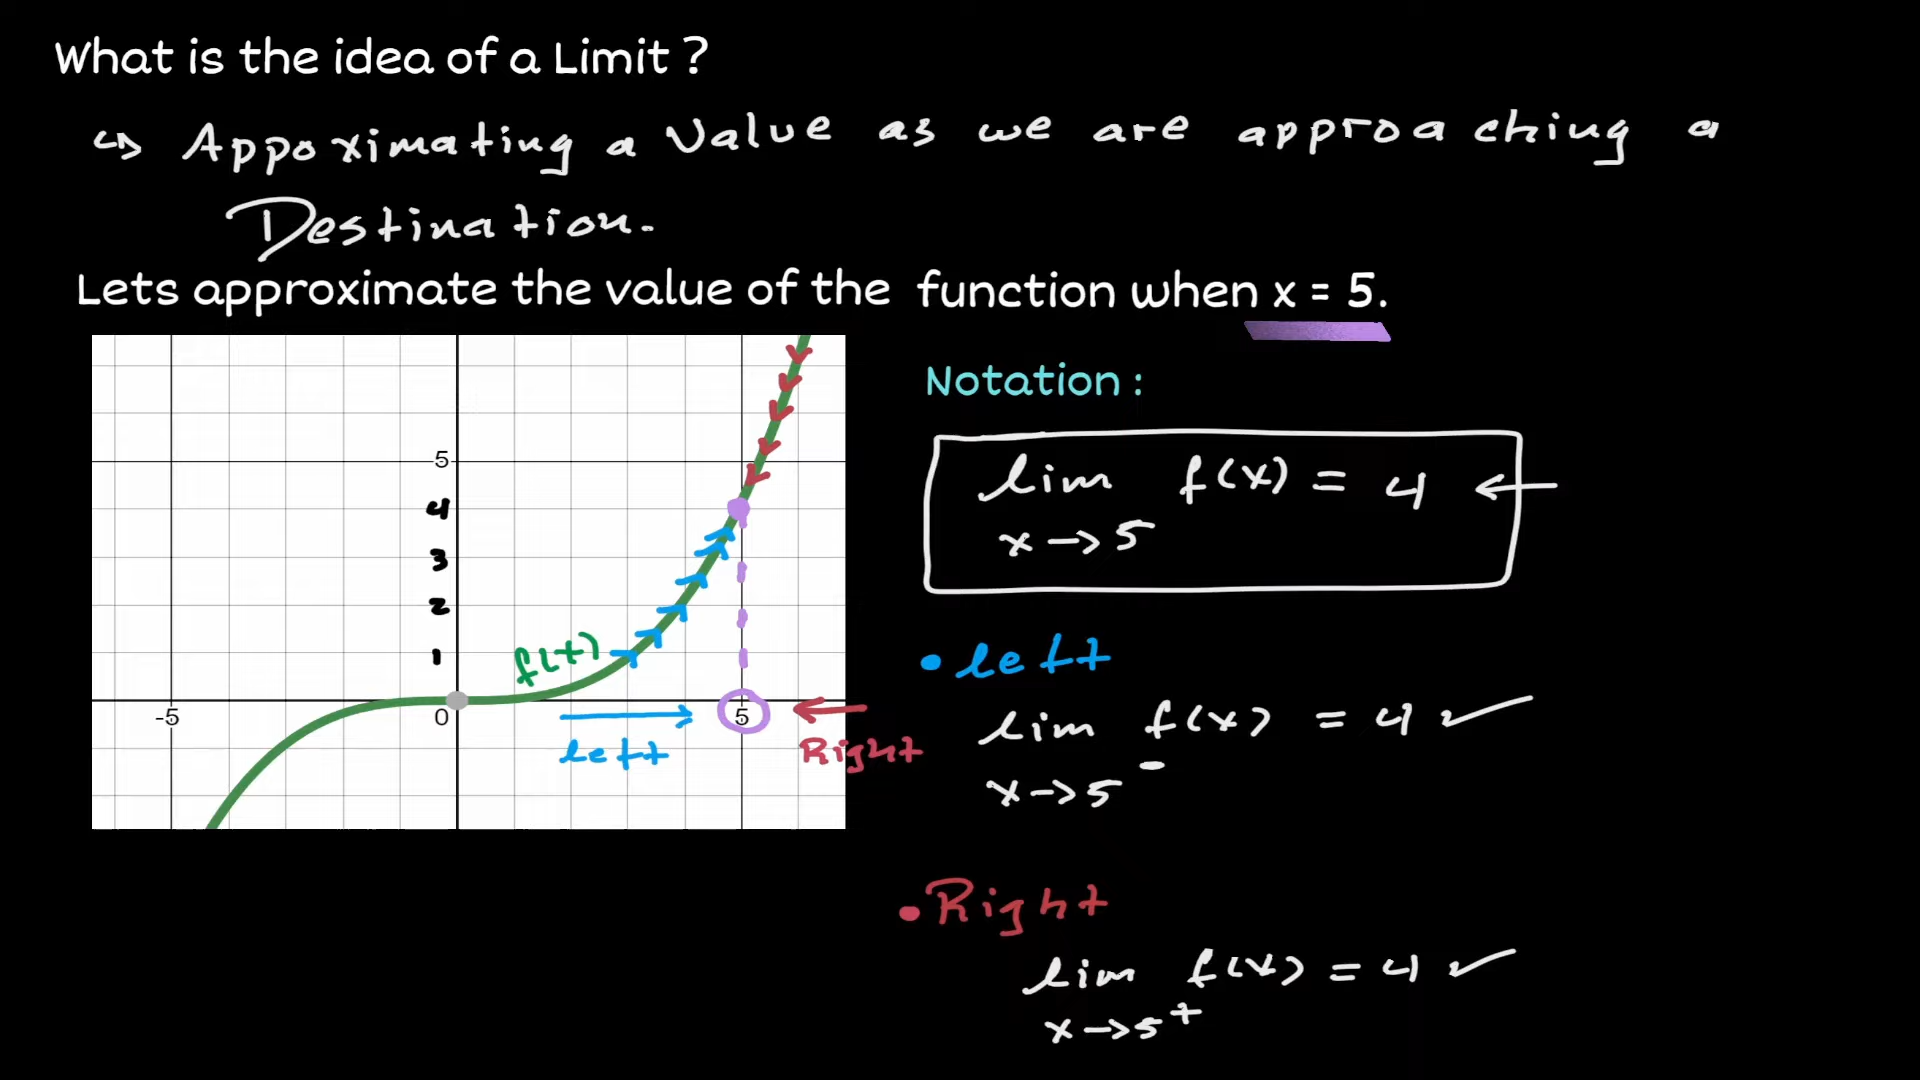 What is the idea of a Limit ?
↪ Appoximating a Value as we are approaching a
Destination.
Lets approximate the value of the function when x = 5.
Notation :
lim f(x) = 4 ←
x → 5
5
4
3
2
1
f(x)
-5 0 5
left
Right
• left
lim f(x) = 4 ✓
x → 5⁻
• Right
lim f(x) = 4 ✓
x → 5⁺